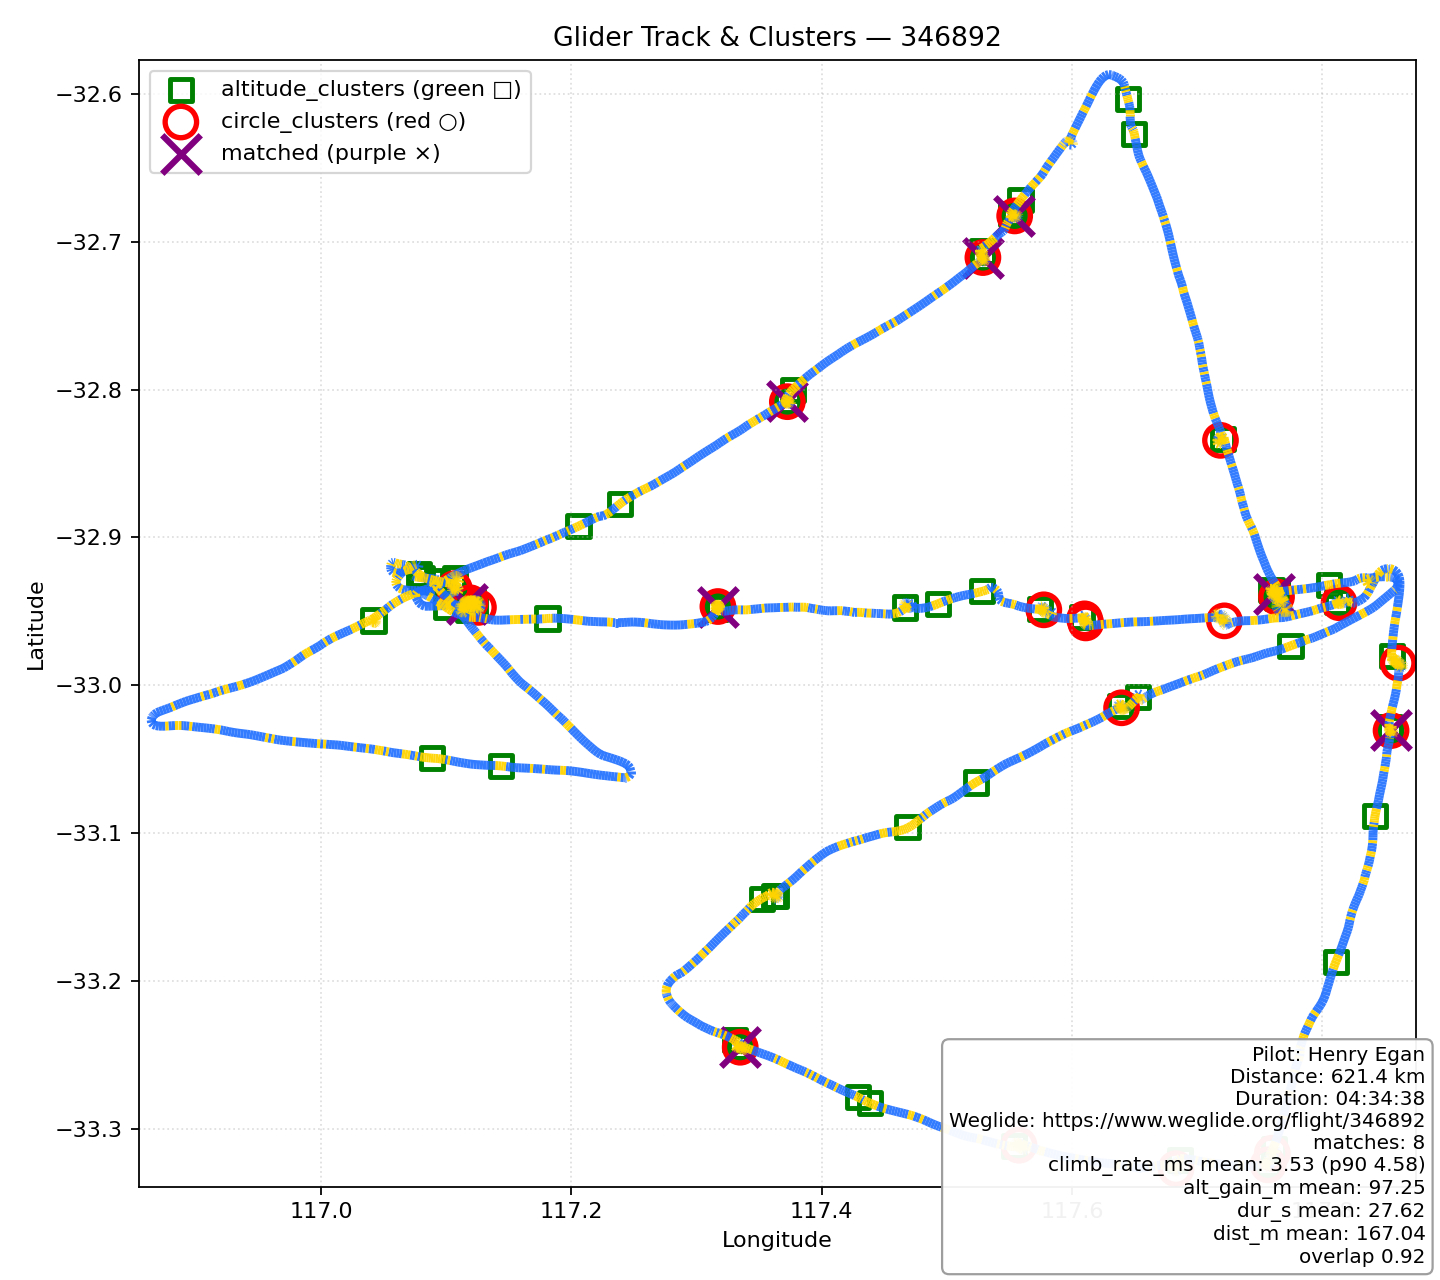 Glider Track & Clusters — 346892
altitude_clusters (green □)
circle_clusters (red ○)
matched (purple ×)
−32.6
−32.7
−32.8
−32.9
−33.0
−33.1
−33.2
−33.3
Latitude
117.0
117.2
117.4
117.6
Longitude
Pilot: Henry Egan
Distance: 621.4 km
Duration: 04:34:38
Weglide: https://www.weglide.org/flight/346892
matches: 8
climb_rate_ms mean: 3.53 (p90 4.58)
alt_gain_m mean: 97.25
dur_s mean: 27.62
dist_m mean: 167.04
overlap 0.92